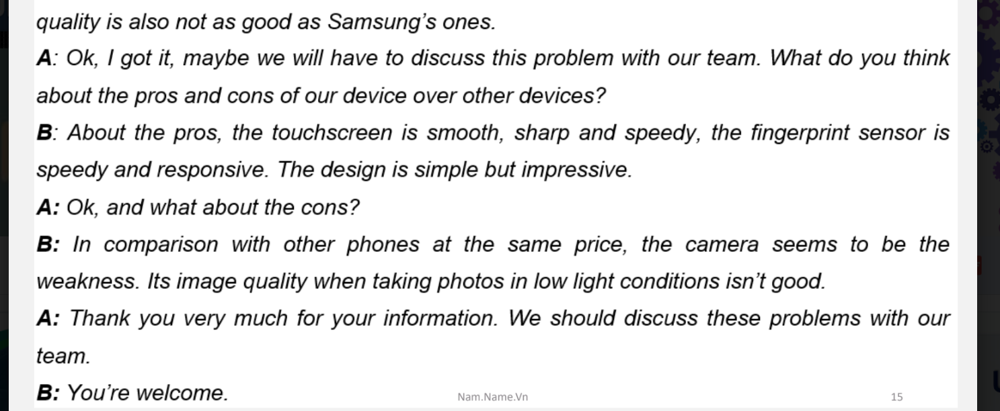 quality is also not as good as Samsung’s ones.
A: Ok, I got it, maybe we will have to discuss this problem with our team. What do you think
about the pros and cons of our device over other devices?
B: About the pros, the touchscreen is smooth, sharp and speedy, the fingerprint sensor is
speedy and responsive. The design is simple but impressive.
A: Ok, and what about the cons?
B: In comparison with other phones at the same price, the camera seems to be the
weakness. Its image quality when taking photos in low light conditions isn’t good.
A: Thank you very much for your information. We should discuss these problems with our
team.
B: You’re welcome.
Nam.Name.Vn
15